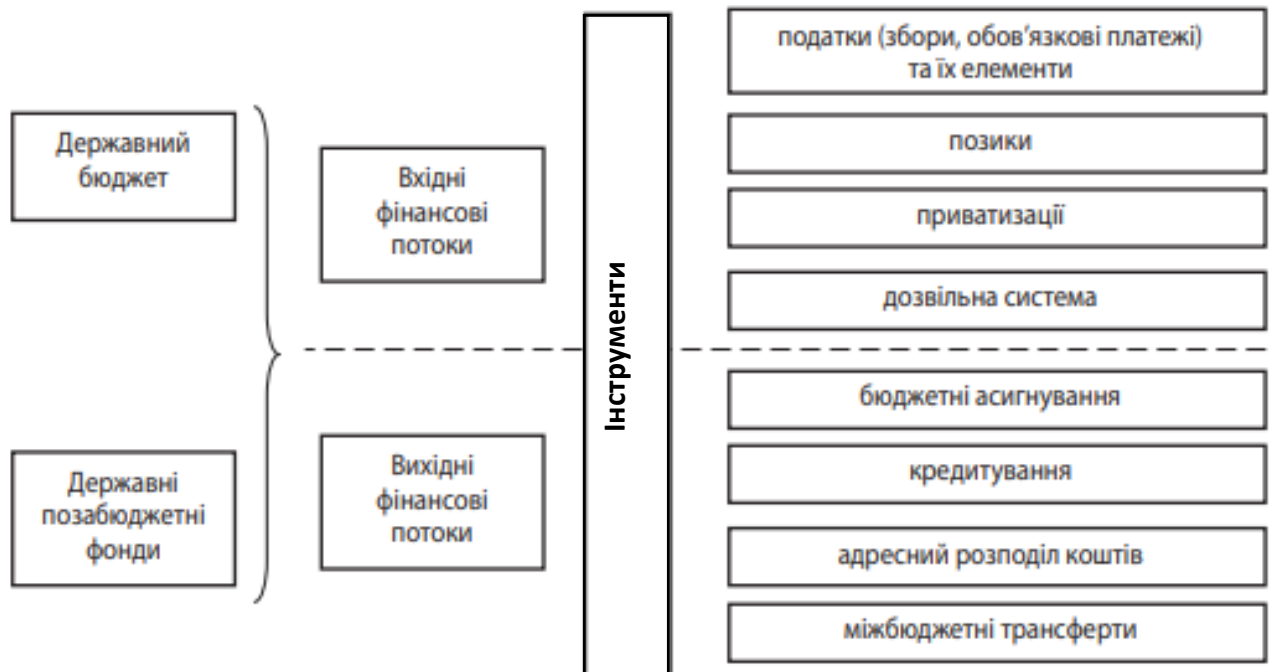 Державний
бюджет
Державні
позабюджетні
фонди
Вхідні
фінансові
потоки
Вихідні
фінансові
потоки
Інструменти
податки (збори, обов’язкові платежі)
та їх елементи
позики
приватизації
дозвільна система
бюджетні асигнування
кредитування
адресний розподіл коштів
міжбюджетні трансферти